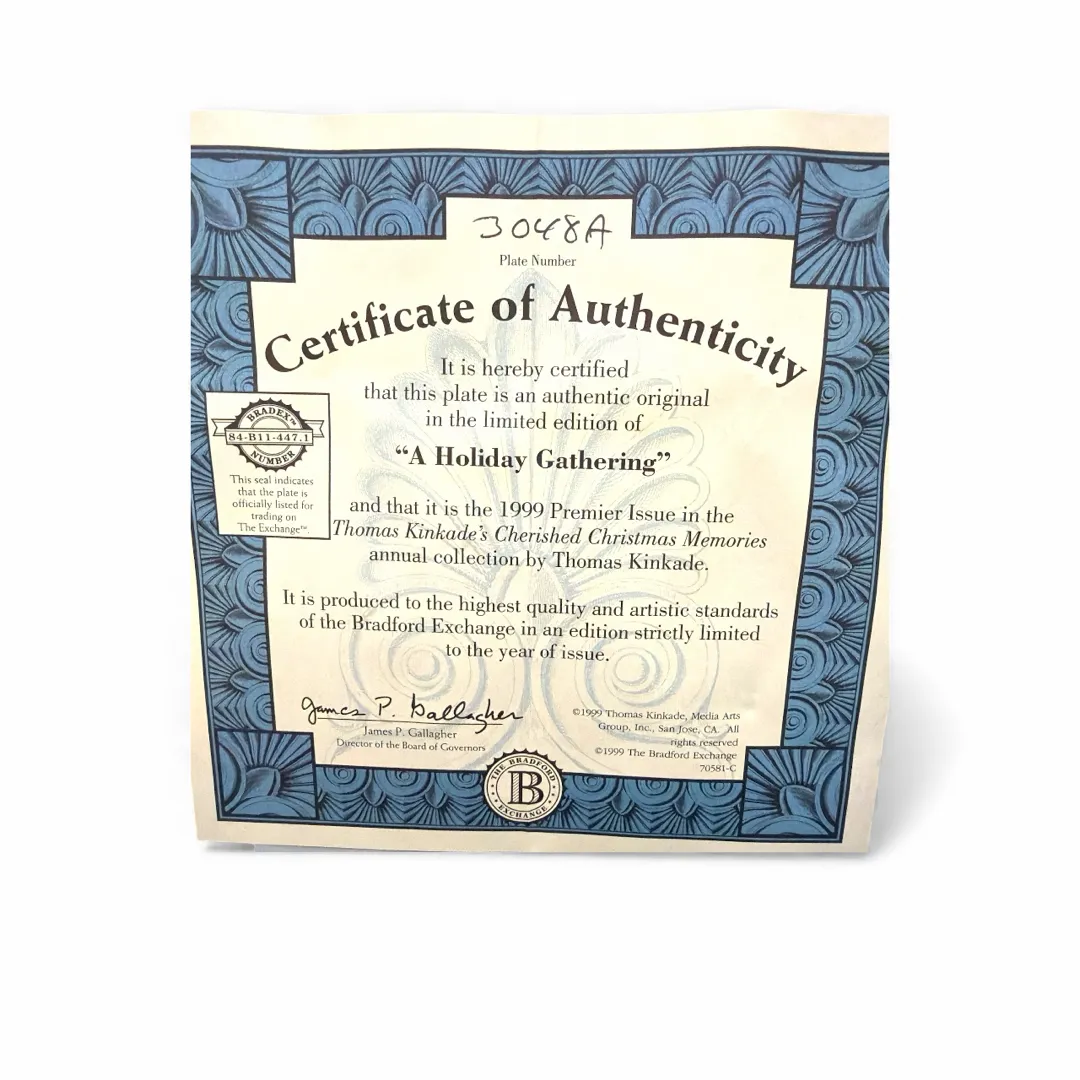 3048A
Plate Number
Certificate of Authenticity
It is hereby certified
that this plate is an authentic original
in the limited edition of
“A Holiday Gathering”
BRADEX™
84-B11-447.1
NUMBER
This seal indicates
that the plate is
officially listed for
trading on
The Exchange℠.
and that it is the 1999 Premier Issue in the
Thomas Kinkade’s Cherished Christmas Memories
annual collection by Thomas Kinkade.
It is produced to the highest quality and artistic standards
of the Bradford Exchange in an edition strictly limited
to the year of issue.
James P. Gallagher
James P. Gallagher
Director of the Board of Governors
©1999 Thomas Kinkade, Media Arts
Group, Inc., San Jose, CA. All
rights reserved
©1999 The Bradford Exchange
70581-C
THE BRADFORD
B
EXCHANGE